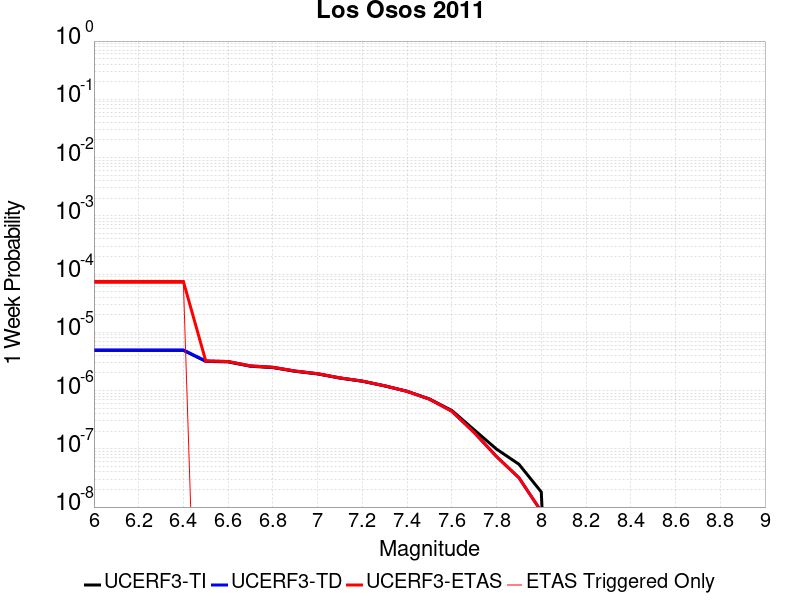 Los Osos 2011
10 0
10 -1
10 -2
10 -3
10 -4
10 -5
10 -6
10 -7
10 -8
1 Week Probability
6 6.2 6.4 6.6 6.8 7 7.2 7.4 7.6 7.8 8 8.2 8.4 8.6 8.8 9
Magnitude
UCERF3-TI UCERF3-TD UCERF3-ETAS ETAS Triggered Only